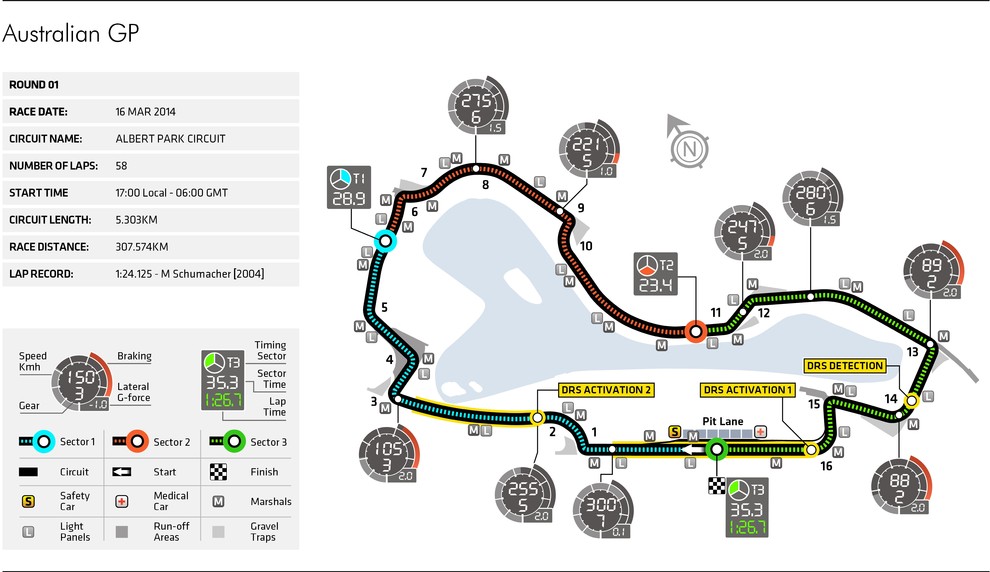 Australian GP
ROUND 01
RACE DATE: 16 MAR 2014
CIRCUIT NAME: ALBERT PARK CIRCUIT
NUMBER OF LAPS: 58
START TIME 17:00 Local - 06:00 GMT
CIRCUIT LENGTH: 5.303KM
RACE DISTANCE: 307.574KM
LAP RECORD: 1:24.125 - M Schumacher [2004]
Speed
Kmh
Braking
150
3
-1.0
Gear
Lateral
G-force
T3
35.3
1:26.7
Timing
Sector
Sector
Time
Lap
Time
Sector 1
Sector 2
Sector 3
Circuit
Start
Finish
S
Safety
Car
Medical
Car
M
Marshals
L
Light
Panels
Run-off
Areas
Gravel
Traps
275
6
1.5
221
5
1.0
N
T1
28.9
T2
23.4
247
5
2.0
280
6
1.5
89
2
2.0
105
3
2.0
255
5
2.0
300
7
0.1
88
2
2.0
T3
35.3
1:26.7
DRS ACTIVATION 2
DRS ACTIVATION 1
DRS DETECTION
Pit Lane
S
1
2
3
4
5
6
7
8
9
10
11
12
13
14
15
16
L
M
M
L
M
M
L
M
L
M
L
M
M
L
M
L
M
L
M
L
M
L
M
L
M
L
M
L
M
L
M
L
M
L
M
L
M
L
M